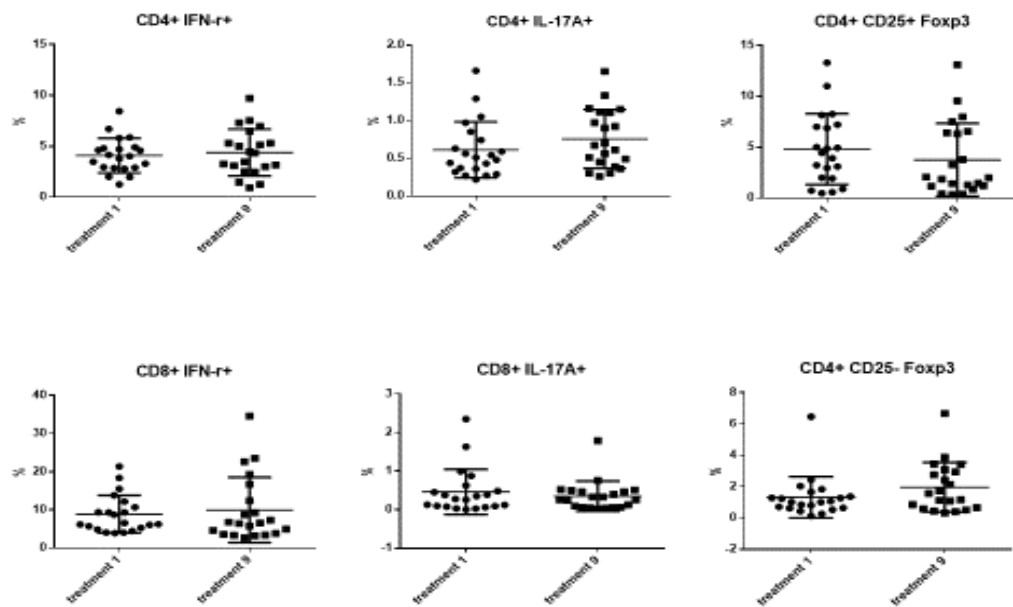 CD4+ IFN-r+
15
10
5
0
%
treatment 1
treatment 9
CD4+ IL-17A+
2.0
1.5
1.0
0.5
0.0
%
treatment 1
treatment 9
CD4+ CD25+ Foxp3
15
10
5
0
%
treatment 1
treatment 9
CD8+ IFN-r+
40
30
20
10
0
%
treatment 1
treatment 9
CD8+ IL-17A+
3
2
1
0
-1
%
treatment 1
treatment 9
CD4+ CD25- Foxp3
8
6
4
2
0
-2
%
treatment 1
treatment 9